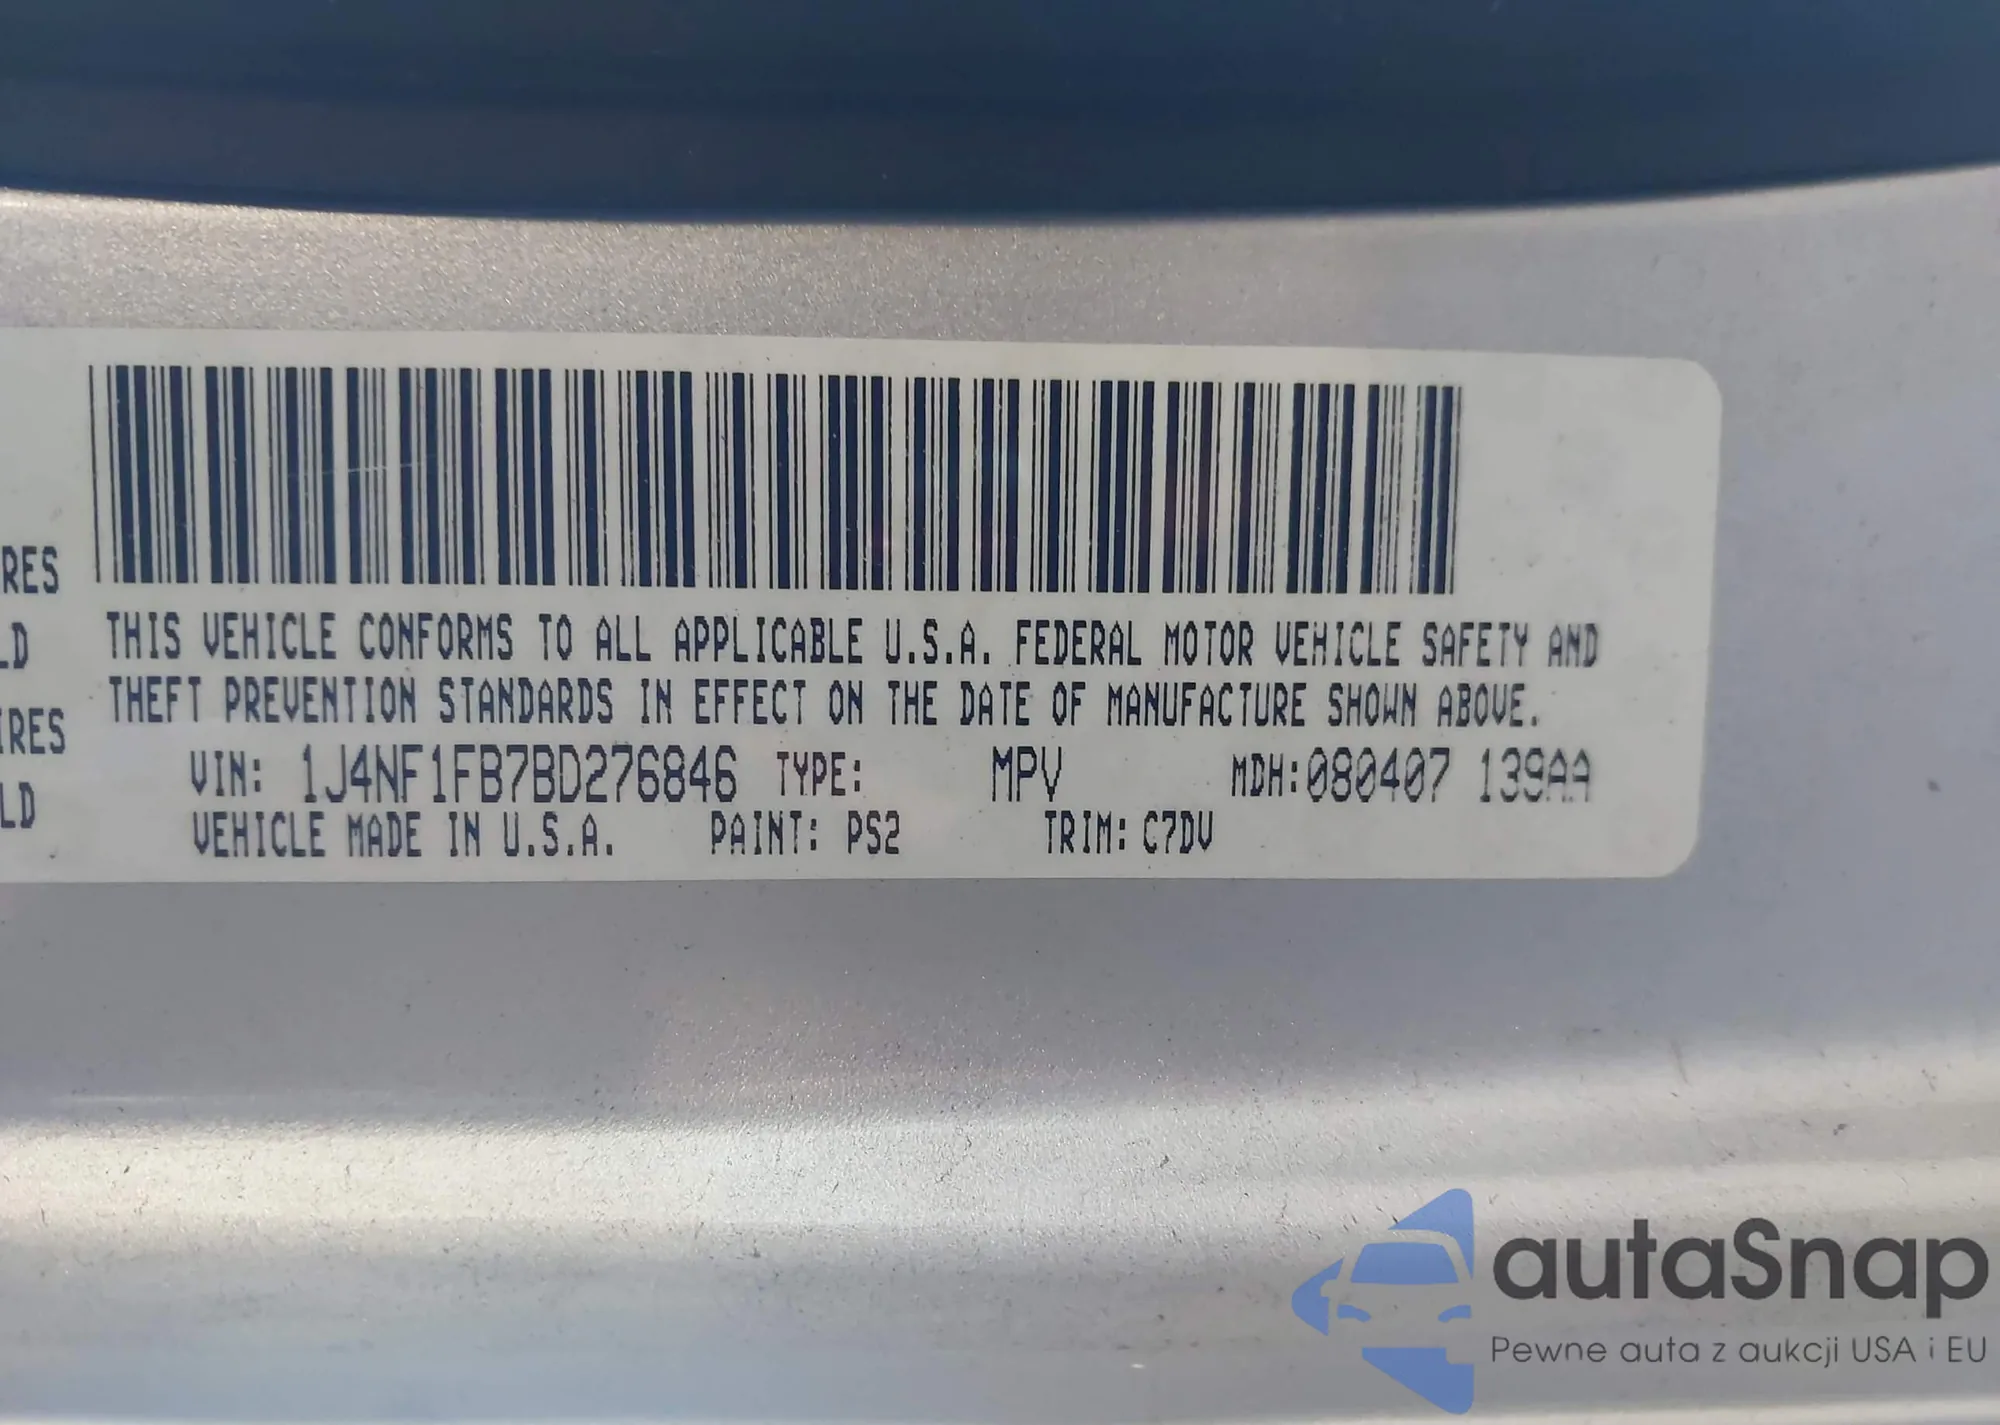 RES
LD
IRES
LD
THIS VEHICLE CONFORMS TO ALL APPLICABLE U.S.A. FEDERAL MOTOR VEHICLE SAFETY AND
THEFT PREVENTION STANDARDS IN EFFECT ON THE DATE OF MANUFACTURE SHOWN ABOVE.
VIN: 1J4NF1FB7BD276846 TYPE: MPV MDH:080407 139AA
VEHICLE MADE IN U.S.A. PAINT: PS2 TRIM: C7DV
autaSnap
Pewne auta z aukcji USA i EU